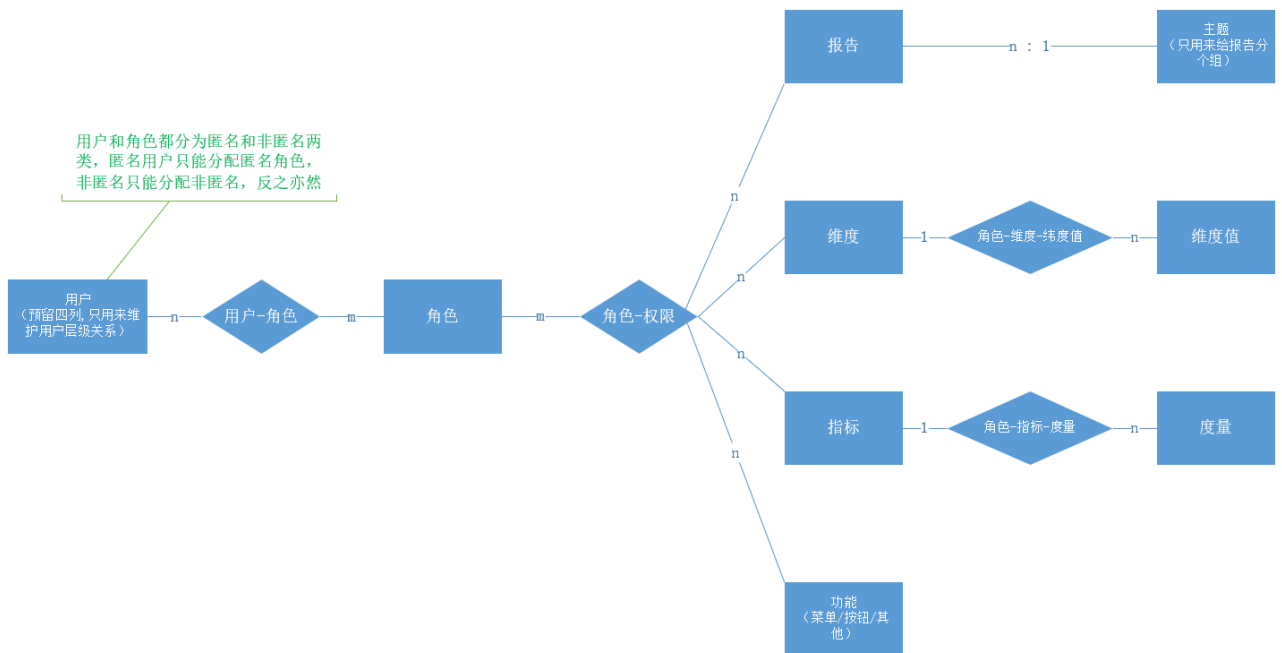 报告
n : 1
主题
（只用来给报告分
个组）
用户和角色都分为匿名和非匿名两
类，匿名用户只能分配匿名角色，
非匿名只能分配非匿名，反之亦然
n
维度
1
角色-维度-纬度值
n
维度值
n
用户
（预留四列,只用来维
护用户层级关系）
n
用户-角色
m
角色
m
角色-权限
n
指标
1
角色-指标-度量
n
度量
n
功能
（菜单/按钮/其
他）